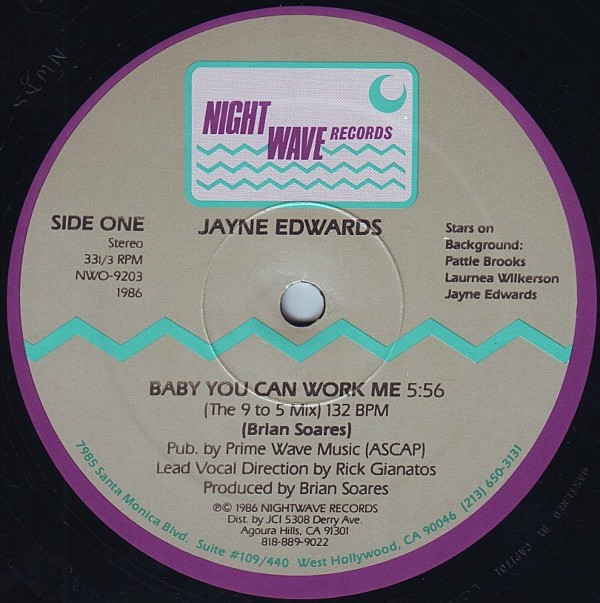 NIGHT
WAVE RECORDS
SIDE ONE
Stereo
33 1/3 RPM
NWO-9203
1986
JAYNE EDWARDS
Stars on
Background:
Pattie Brooks
Laurnea Wilkerson
Jayne Edwards
BABY YOU CAN WORK ME 5:56
(The 9 to 5 Mix) 132 BPM
(Brian Soares)
Pub. by Prime Wave Music (ASCAP)
Lead Vocal Direction by Rick Gianatos
Produced by Brian Soares
℗© 1986 NIGHTWAVE RECORDS
Dist. by JCI 5308 Derry Ave.
Agoura Hills, CA 91301
818-889-9022
7985 Santa Monica Blvd. Suite #109/440 West Hollywood, CA 90046 (213) 650-3131
MASTERED BY CAPITOL